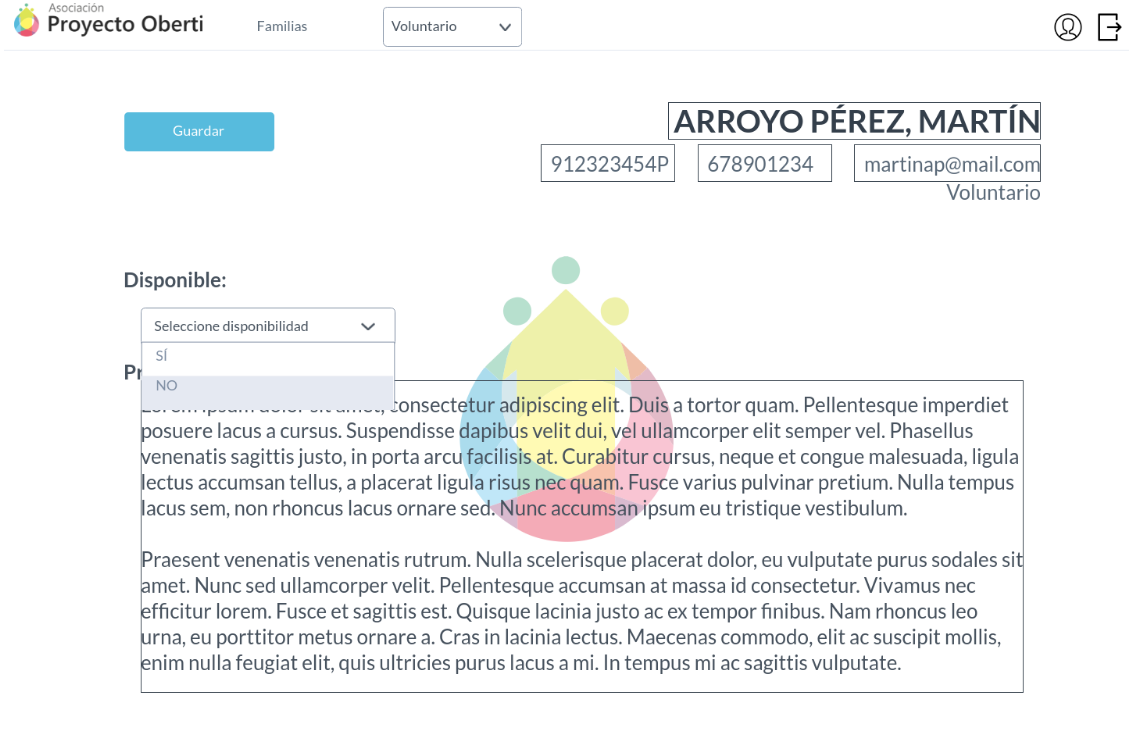 Asociación
Proyecto Oberti
Familias
Voluntario
Guardar
ARROYO PÉREZ, MARTÍN
912323454P
678901234
martinap@mail.com
Voluntario
Disponible:
Seleccione disponibilidad
SÍ
NO
consectetur adipiscing elit. Duis a tortor quam. Pellentesque imperdiet
posuere lacus a cursus. Suspendisse dapibus velit dui, vel ullamcorper elit semper vel. Phasellus
venenatis sagittis justo, in porta arcu facilisis at. Curabitur cursus, neque et congue malesuada, ligula
lectus accumsan tellus, a placerat ligula risus nec quam. Fusce varius pulvinar pretium. Nulla tempus
lacus sem, non rhoncus lacus ornare sed. Nunc accumsan ipsum eu tristique vestibulum.
Praesent venenatis venenatis rutrum. Nulla scelerisque placerat dolor, eu vulputate purus sodales sit
amet. Nunc sed ullamcorper velit. Pellentesque accumsan at massa id consectetur. Vivamus nec
efficitur lorem. Fusce et sagittis est. Quisque lacinia justo ac ex tempor finibus. Nam rhoncus leo
urna, eu porttitor metus ornare a. Cras in lacinia lectus. Maecenas commodo, elit ac suscipit mollis,
enim nulla feugiat elit, quis ultricies purus lacus a mi. In tempus mi ac sagittis vulputate.